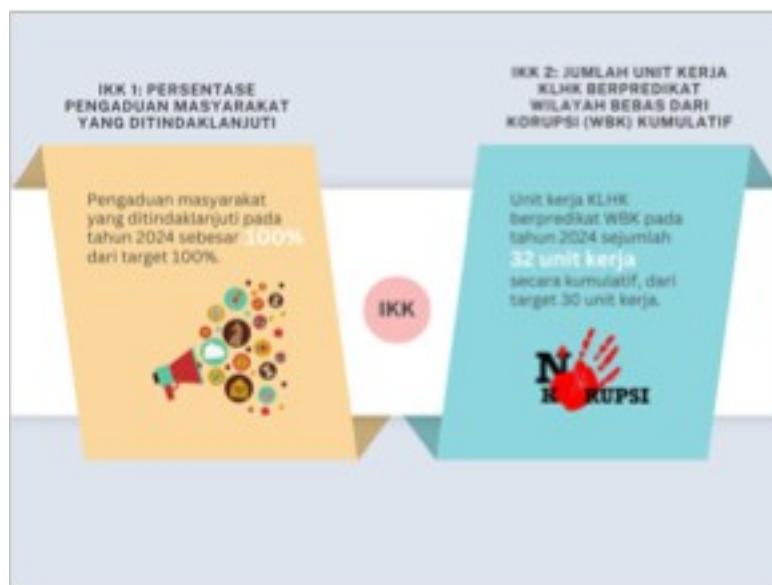 IKK 1: PERSENTASE
PENGADUAN MASYARAKAT
YANG DITINDAKLANJUTI
Pengaduan masyarakat
yang ditindaklanjuti pada
tahun 2024 sebesar 100%
dari target 100%.
IKK
IKK 2: JUMLAH UNIT KERJA
KLHK BERPREDIKAT
WILAYAH BEBAS DARI
KORUPSI (WBK) KUMULATIF
Unit kerja KLHK
berpredikat WBK pada
tahun 2024 sejumlah
32 unit kerja
secara kumulatif, dari
target 30 unit kerja.
N
K RUPSI